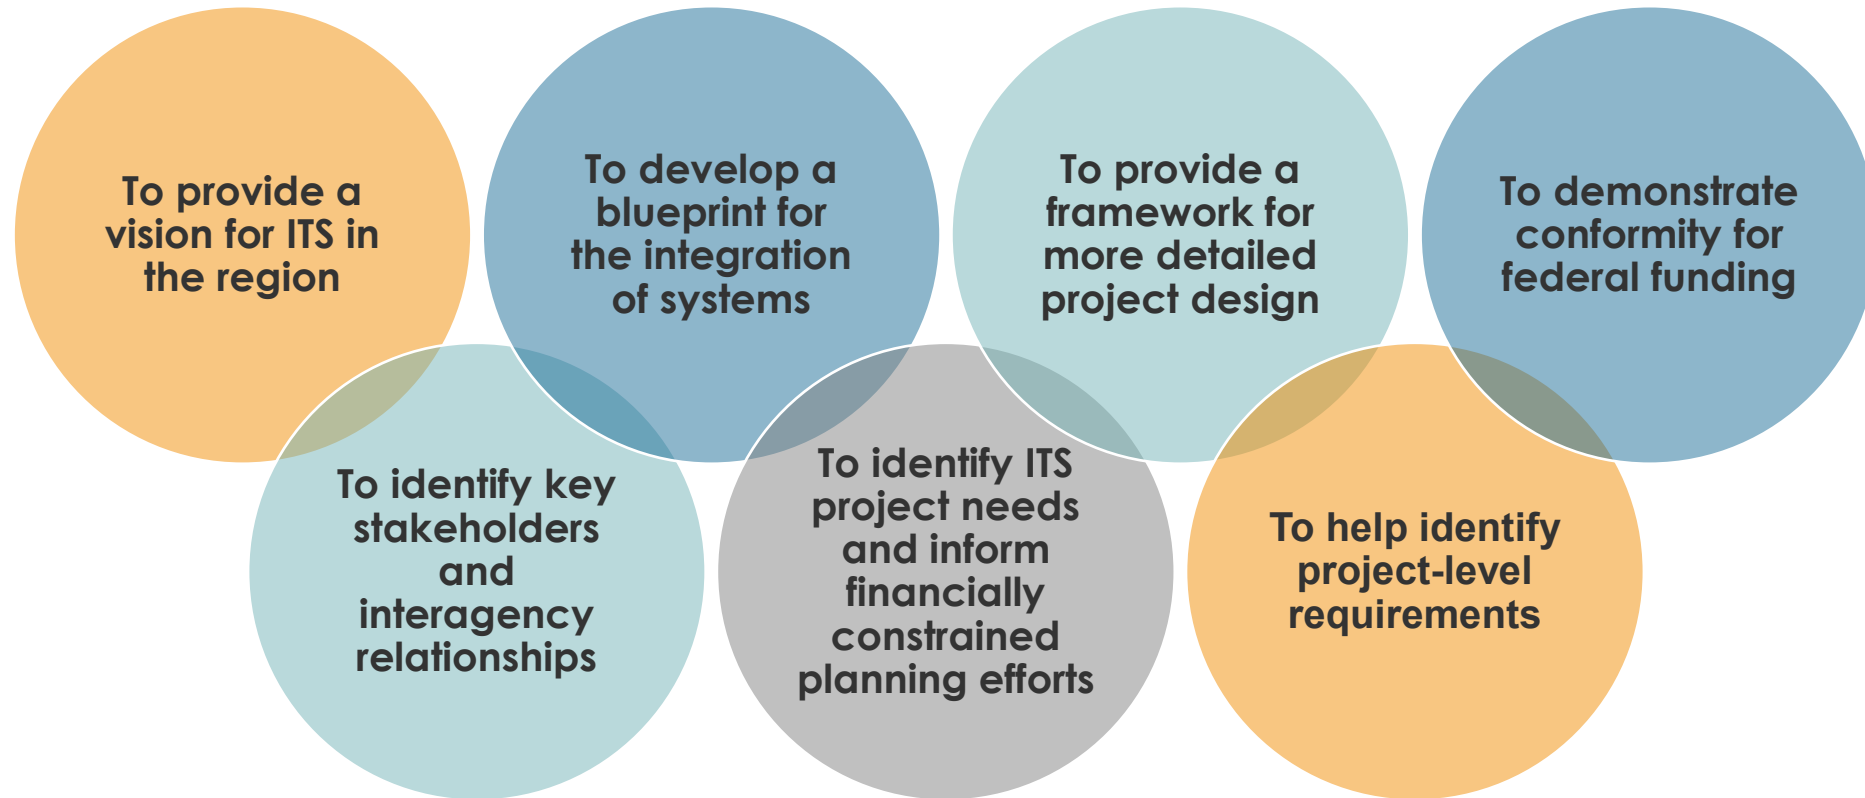 To provide a
vision for ITS in
the region
To identify key
stakeholders
and
interagency
relationships
To develop a
blueprint for
the integration
of systems
To identify ITS
project needs
and inform
financially
constrained
planning efforts
To provide a
framework for
more detailed
project design
To help identify
project-level
requirements
To demonstrate
conformity for
federal funding